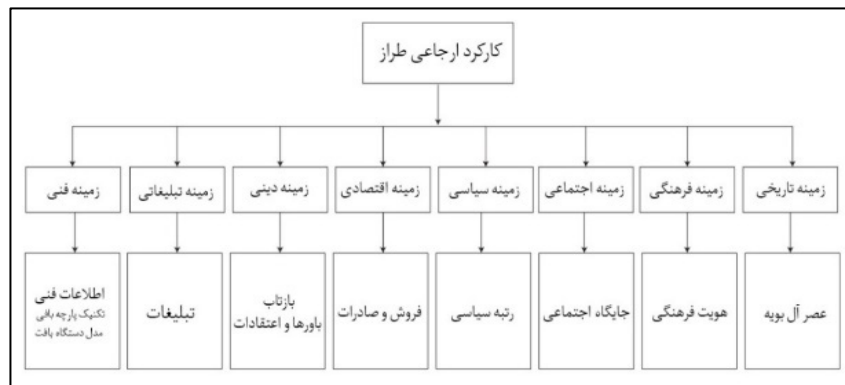 کارکرد ارجاعی طراز
زمینه تاریخی
زمینه فرهنگی
زمینه اجتماعی
زمینه سیاسی
زمینه اقتصادی
زمینه دینی
زمینه تبلیغاتی
زمینه فنی
عصر آل بویه
هویت فرهنگی
جایگاه اجتماعی
رتبه سیاسی
فروش و صادرات
بازتاب
باورها و اعتقادات
تبلیغات
اطلاعات فنی
تکنیک پارچه بافی
مدل دستگاه بافت